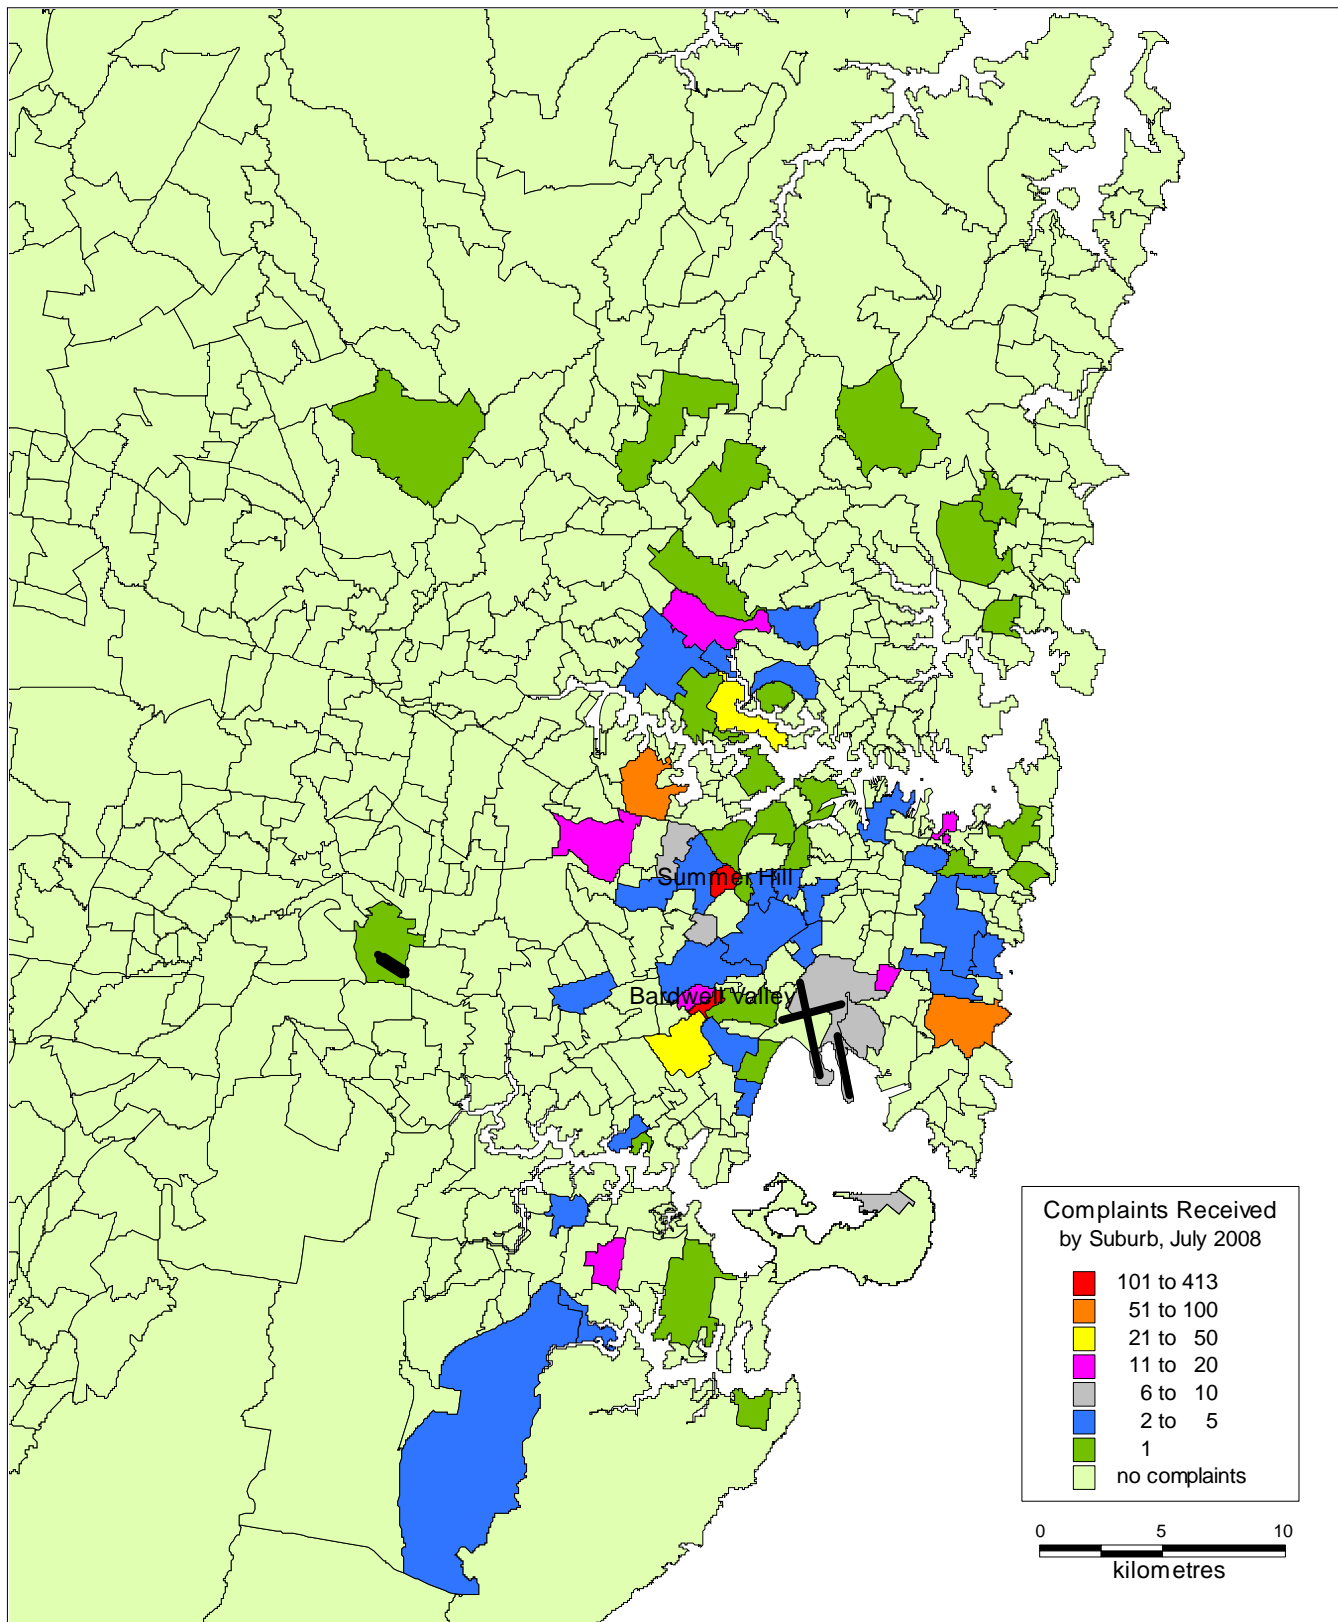 Summer Hill
Bardwell Valley
Complaints Received
by Suburb, July 2008
101 to 413
51 to 100
21 to 50
11 to 20
6 to 10
2 to 5
1
no complaints
0 5 10
kilometres